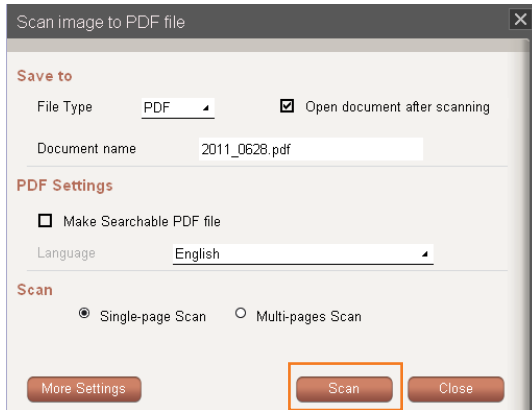 Scan image to PDF file
Save to
File Type PDF Open document after scanning
Document name 2011_0628.pdf
PDF Settings
Make Searchable PDF file
Language English
Scan
Single-page Scan Multi-pages Scan
More Settings Scan Close